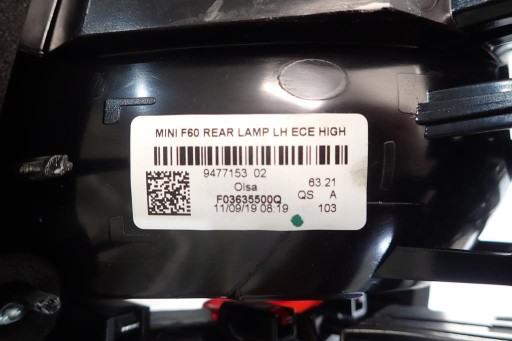 MINI F60 REAR LAMP LH ECE HIGH
9477153 02
Olsa 63.21
F03635500Q QS A
11/09/19 08:19 103